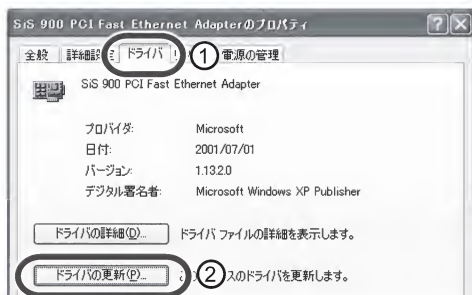 SiS 900 PCI Fast Ethernet Adapterのプロパティ
全般 詳細設定 ドライバ ① 電源の管理
SiS 900 PCI Fast Ethernet Adapter
プロバイダ: Microsoft
日付: 2001/07/01
バージョン: 1.13.2.0
デジタル署名者: Microsoft Windows XP Publisher
ドライバの詳細(D)... ドライバ ファイルの詳細を表示します。
ドライバの更新(P)... ② スのドライバを更新します。